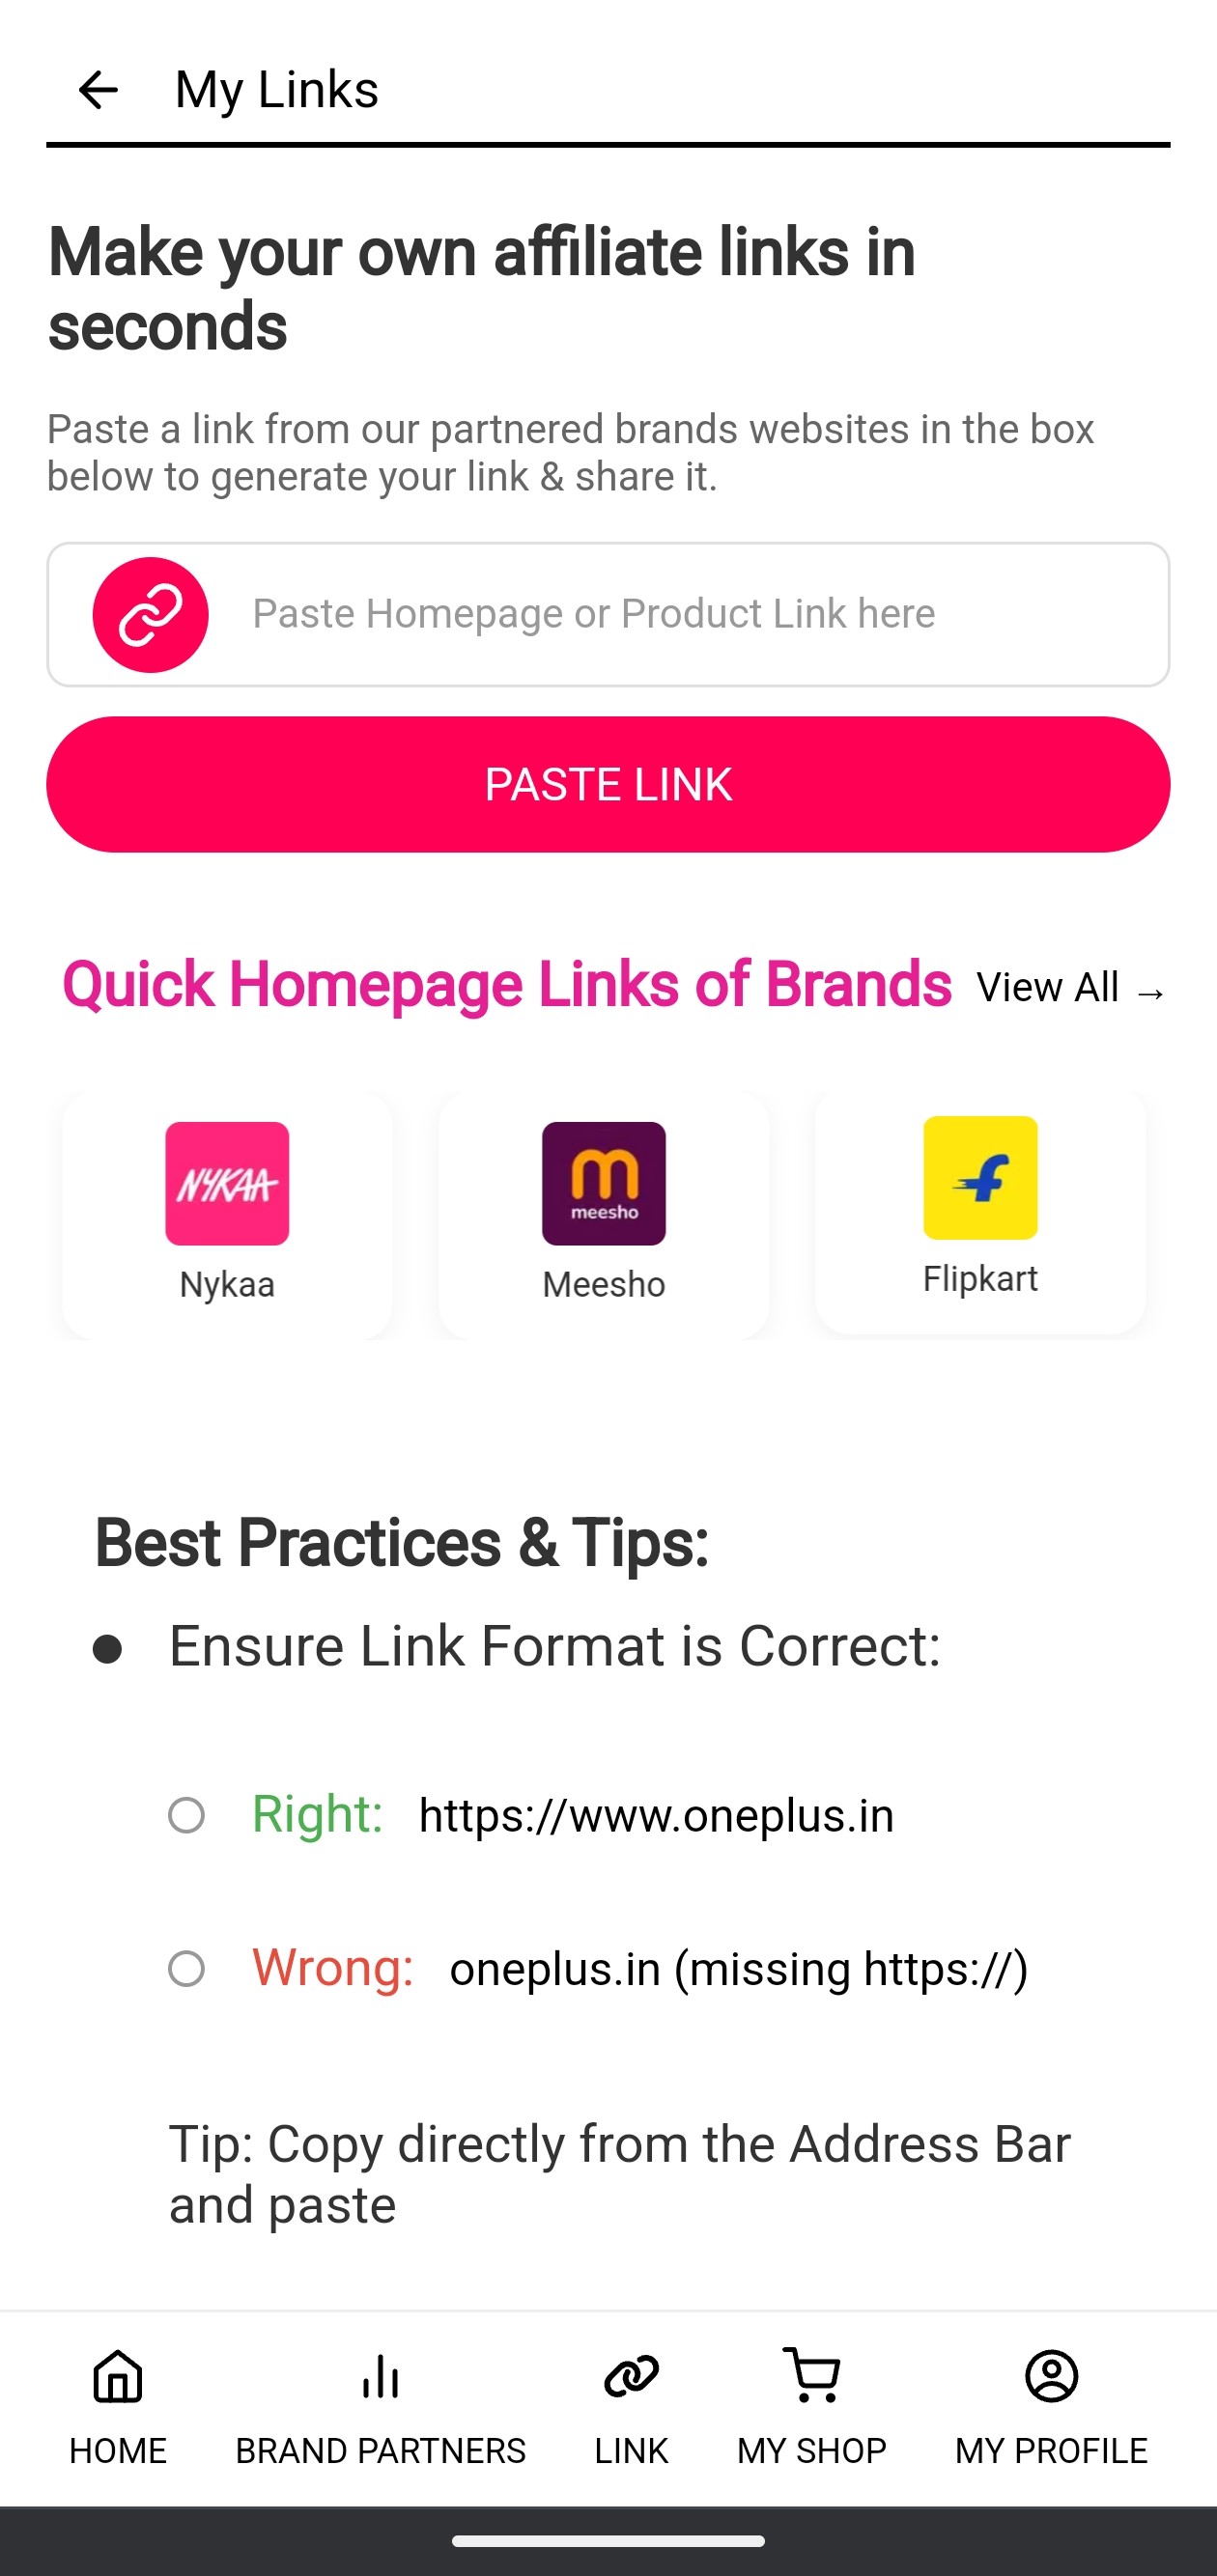 My Links
Make your own affiliate links in
seconds
Paste a link from our partnered brands websites in the box
below to generate your link & share it.
Paste Homepage or Product Link here
PASTE LINK
Quick Homepage Links of Brands View All →
NYKAA
Nykaa
m
meesho
Meesho
f
Flipkart
Best Practices & Tips:
● Ensure Link Format is Correct:
○ Right: https://www.oneplus.in
○ Wrong: oneplus.in (missing https://)
Tip: Copy directly from the Address Bar
and paste
HOME BRAND PARTNERS LINK MY SHOP MY PROFILE